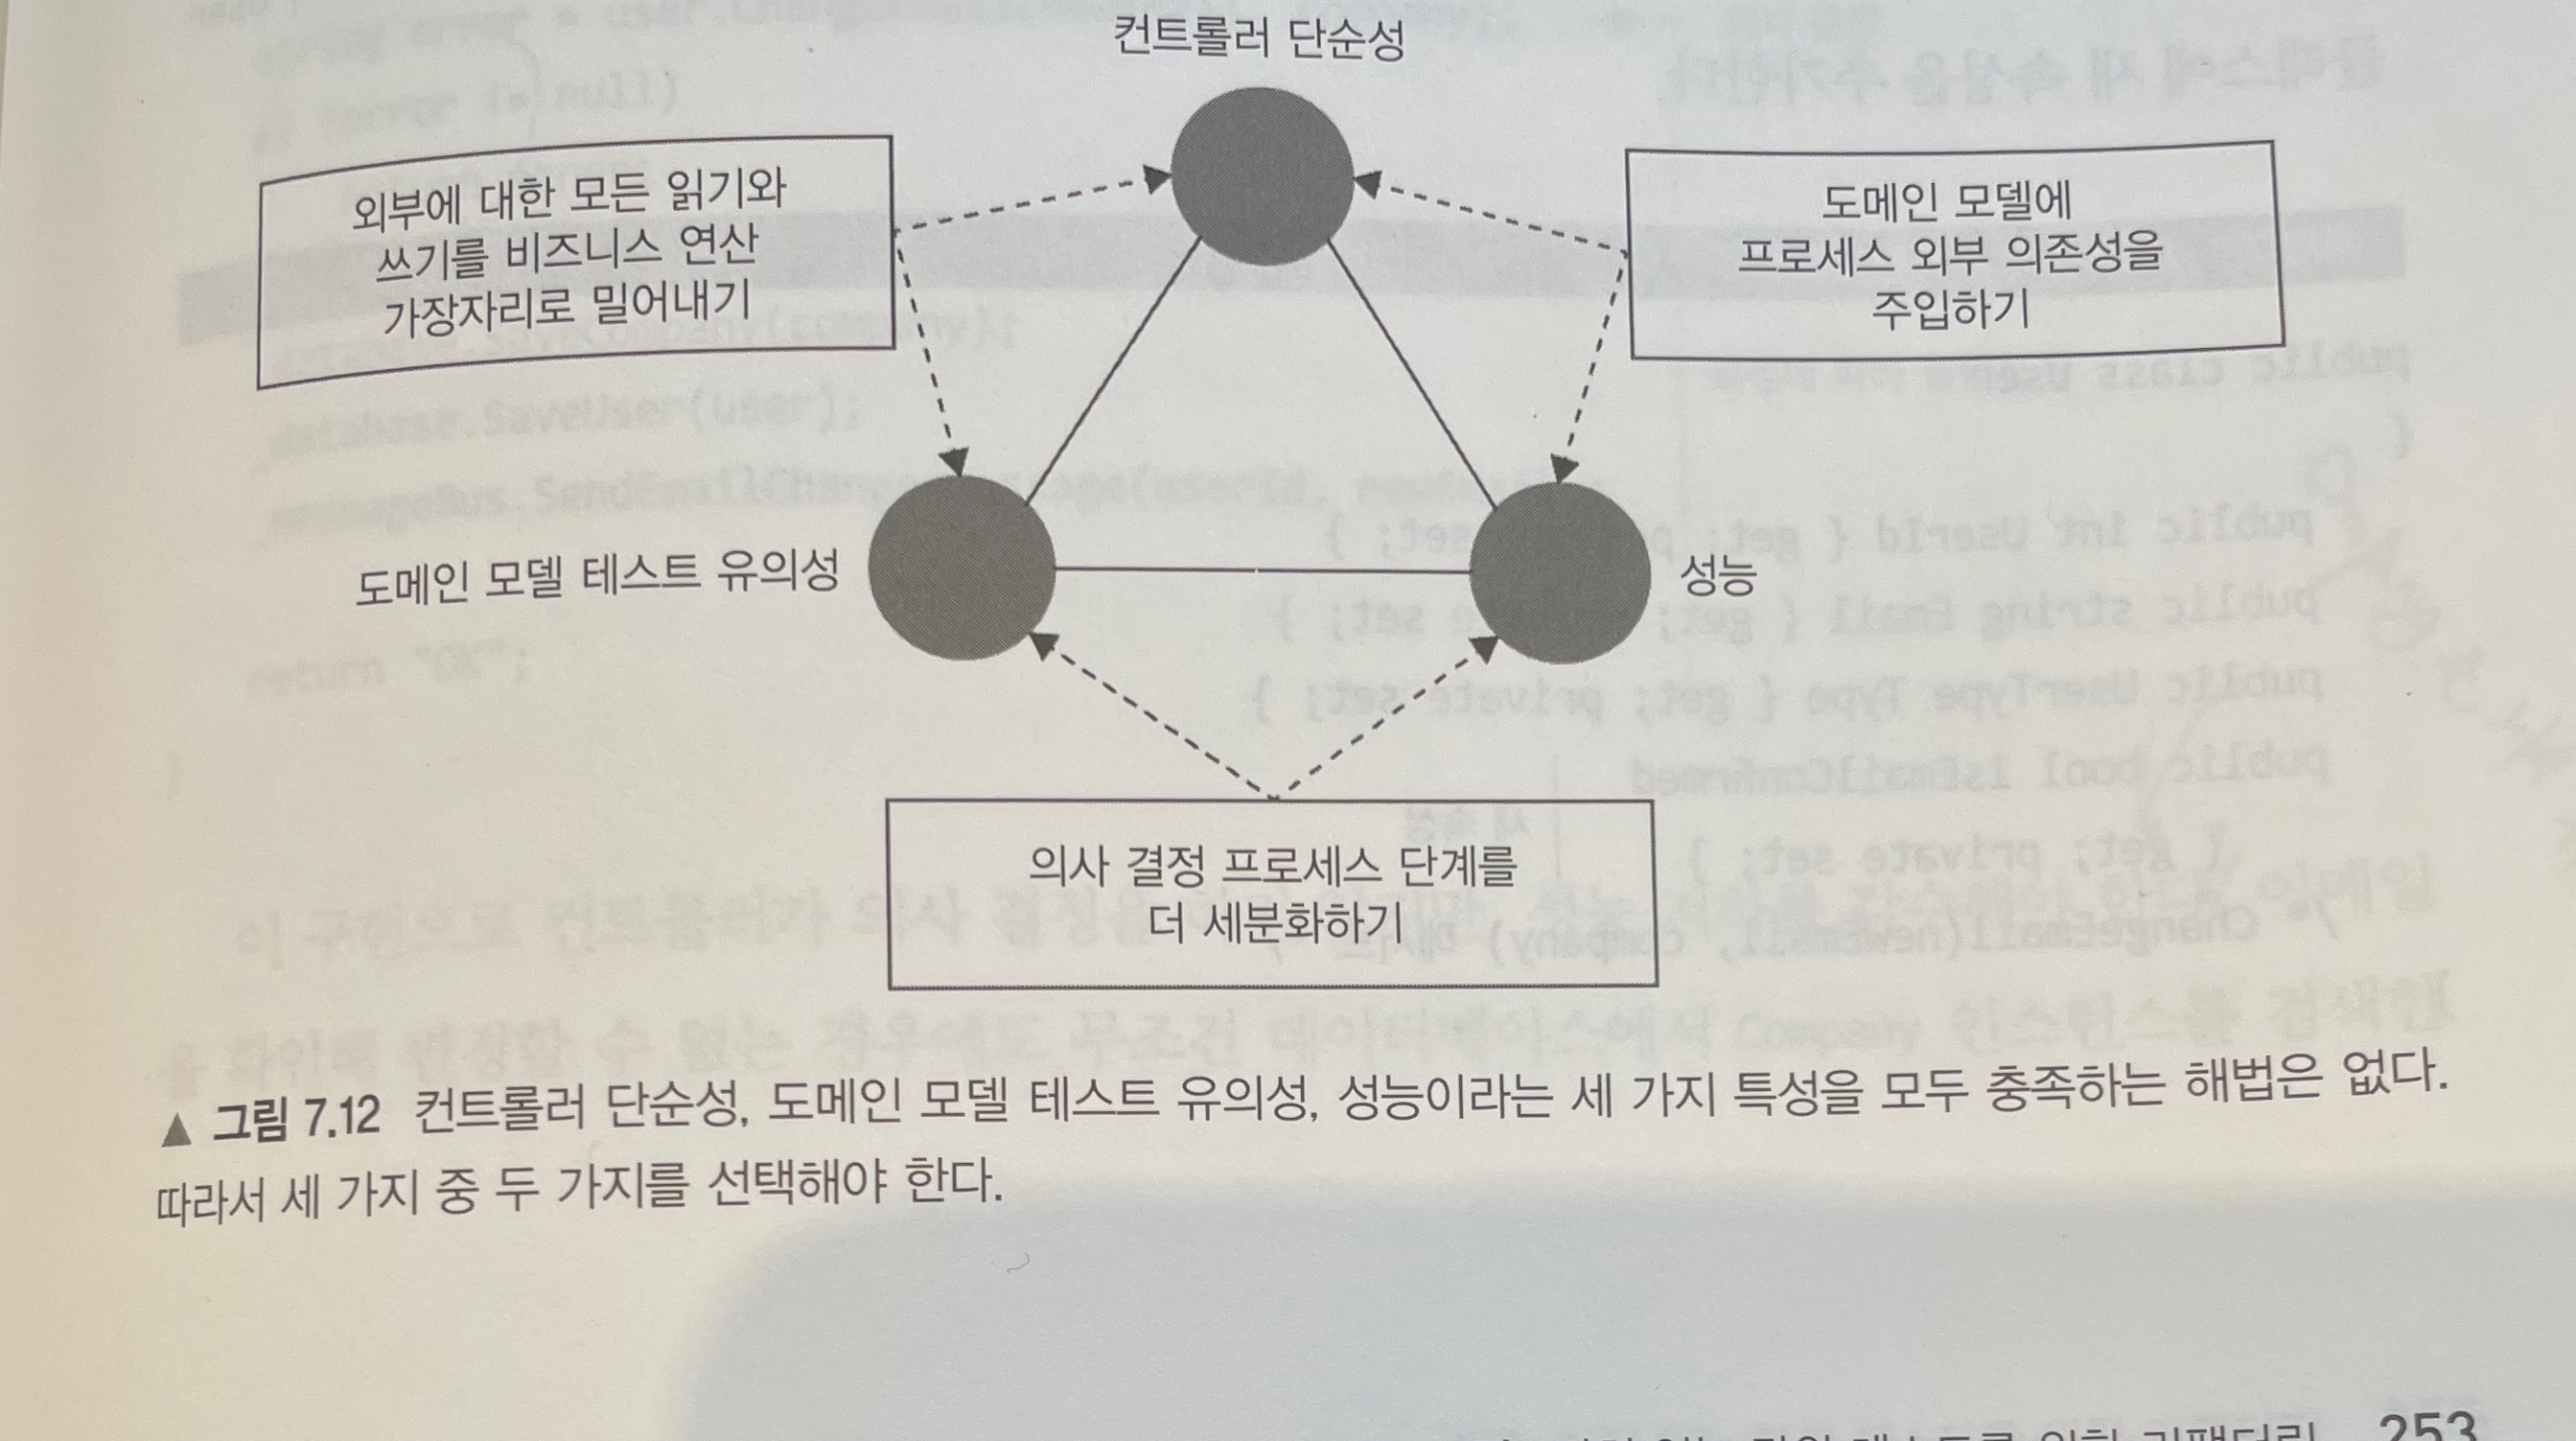 컨트롤러 단순성
외부에 대한 모든 읽기와
쓰기를 비즈니스 연산
가장자리로 밀어내기
도메인 모델에
프로세스 외부 의존성을
주입하기
도메인 모델 테스트 유의성
성능
의사 결정 프로세스 단계를
더 세분화하기
▲ 그림 7.12 컨트롤러 단순성, 도메인 모델 테스트 유의성, 성능이라는 세 가지 특성을 모두 충족하는 해법은 없다.
따라서 세 가지 중 두 가지를 선택해야 한다.
리팩터링 253